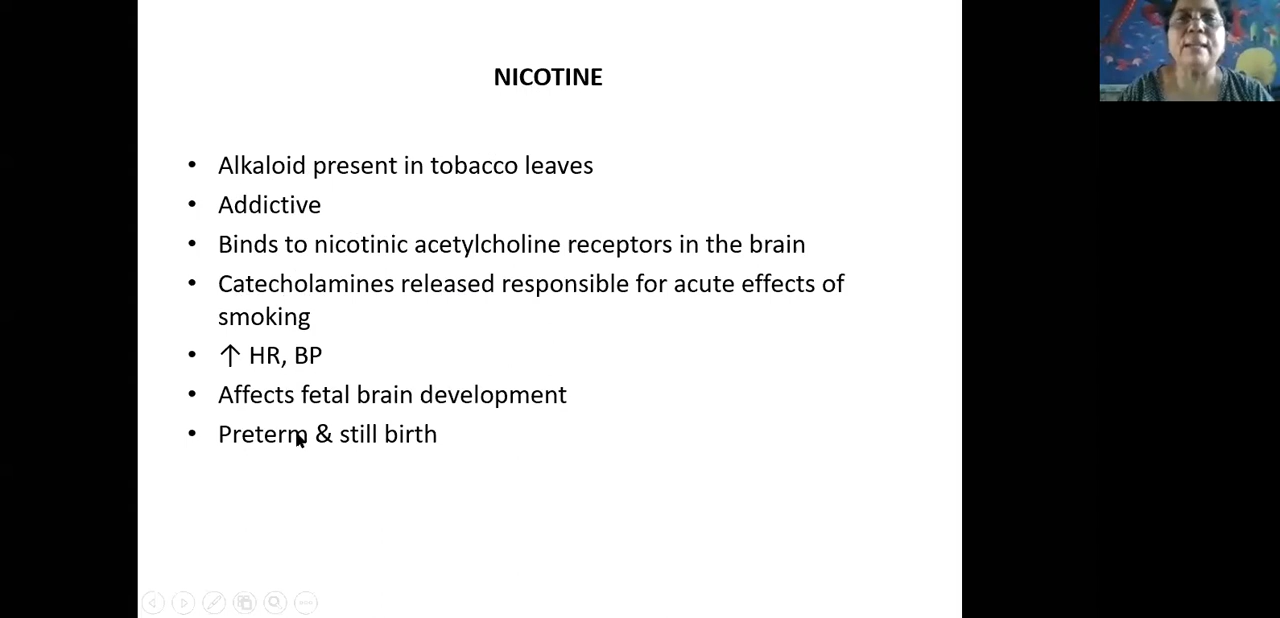 NICOTINE
• Alkaloid present in tobacco leaves
• Addictive
• Binds to nicotinic acetylcholine receptors in the brain
• Catecholamines released responsible for acute effects of
smoking
• ↑ HR, BP
• Affects fetal brain development
• Preterm & still birth